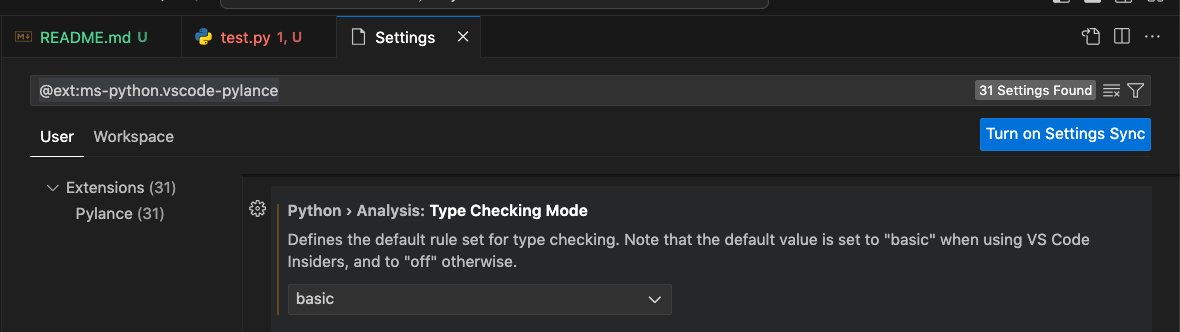 README.md U
test.py 1, U
Settings
@ext:ms-python.vscode-pylance
31 Settings Found
User
Workspace
Turn on Settings Sync
Extensions (31)
Pylance (31)
Python › Analysis: Type Checking Mode
Defines the default rule set for type checking. Note that the default value is set to "basic" when using VS Code
Insiders, and to "off" otherwise.
basic